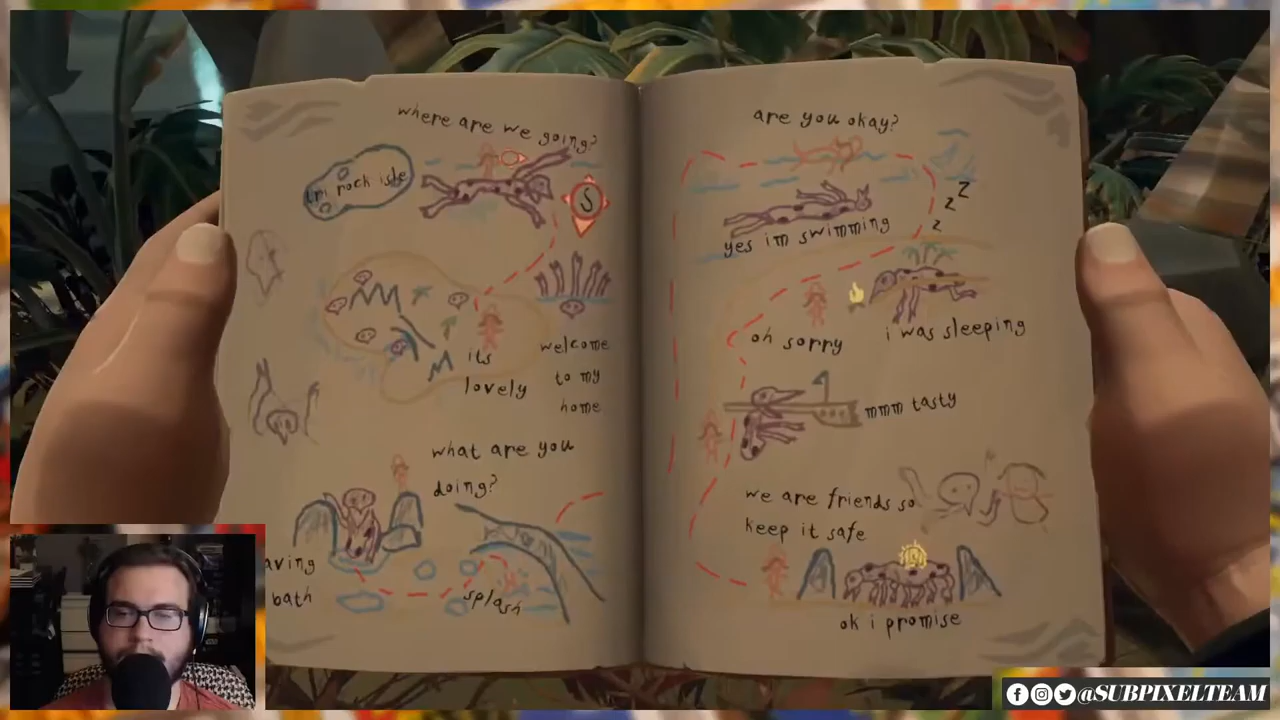 where are we going?
rock isle
S
its
lovely
welcome
to my
home
what are you
doing?
aving
bath
splash
are you okay?
z
z
z
yes im swimming
oh sorry
i was sleeping
mmm tasty
we are friends so
keep it safe
ok i promise
@SUBPIXELTEAM